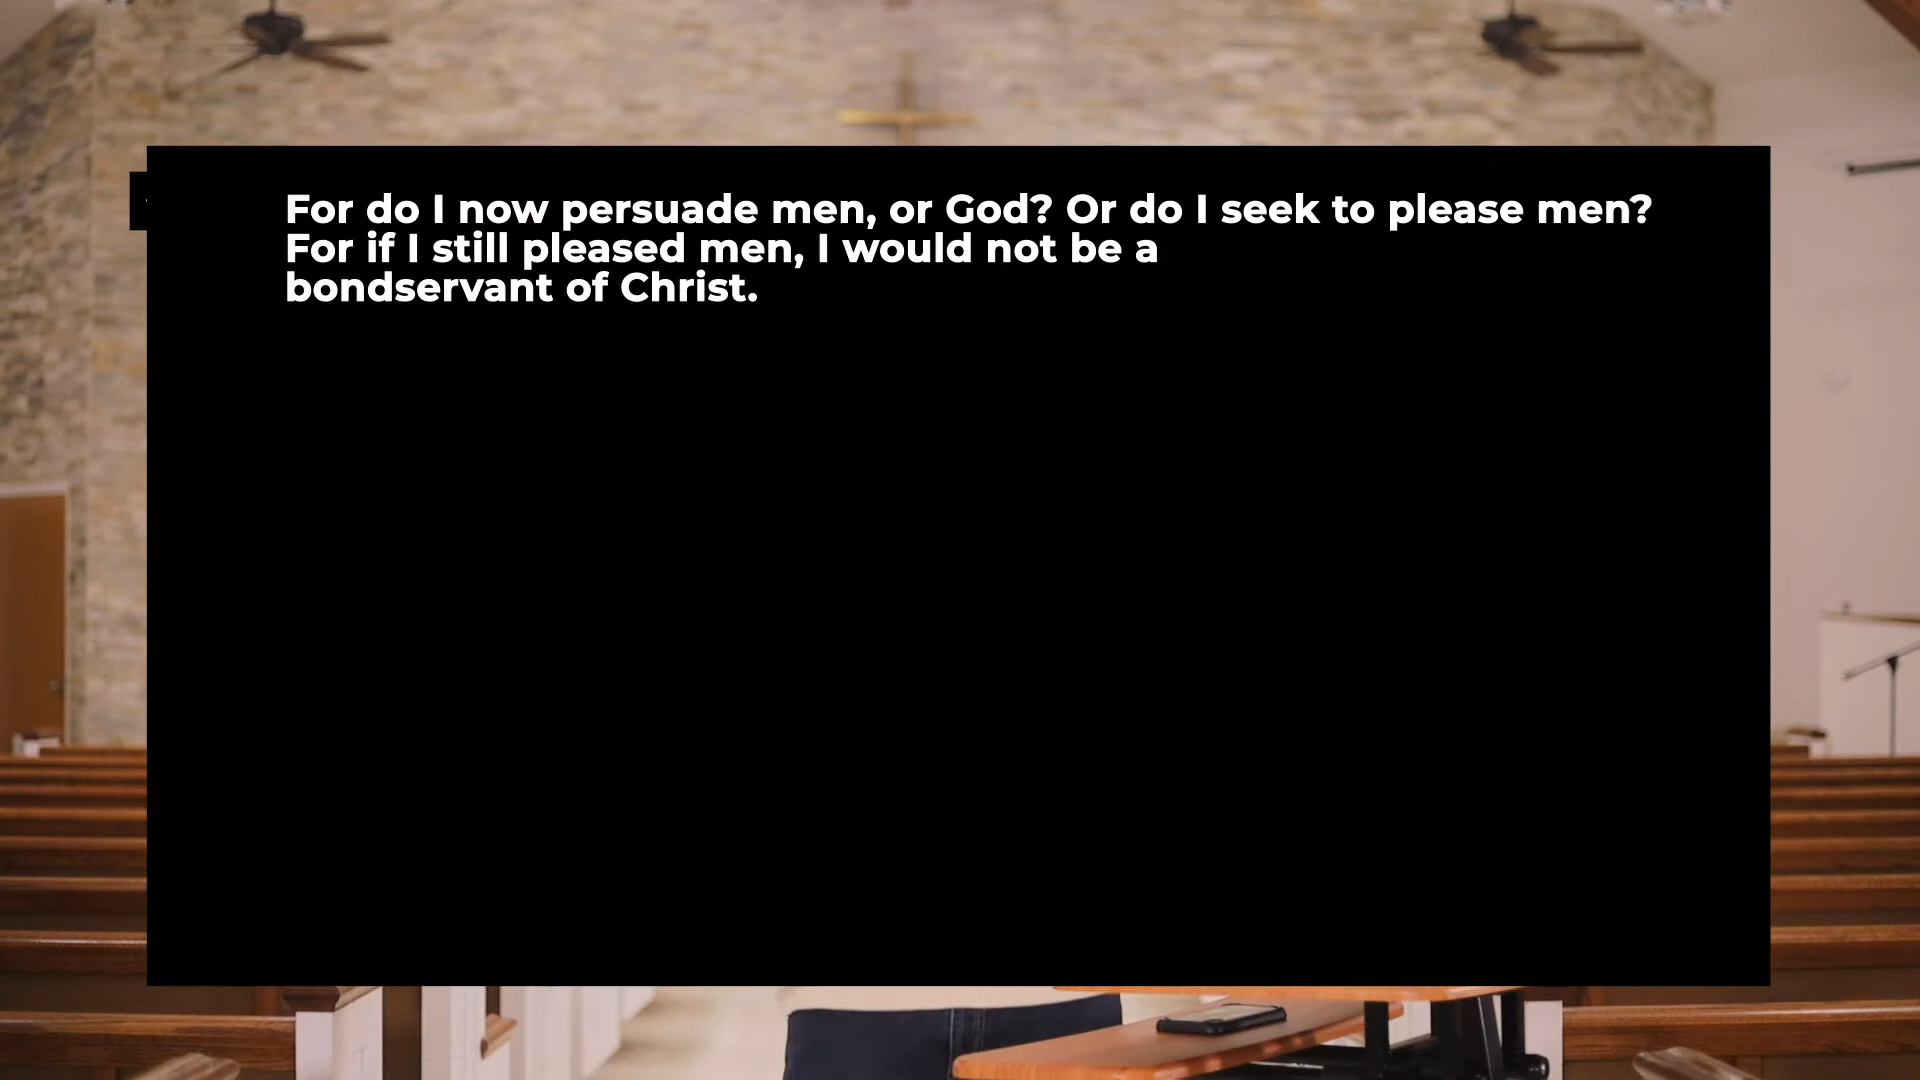 For do I now persuade men, or God? Or do I seek to please men?
For if I still pleased men, I would not be a
bondservant of Christ.